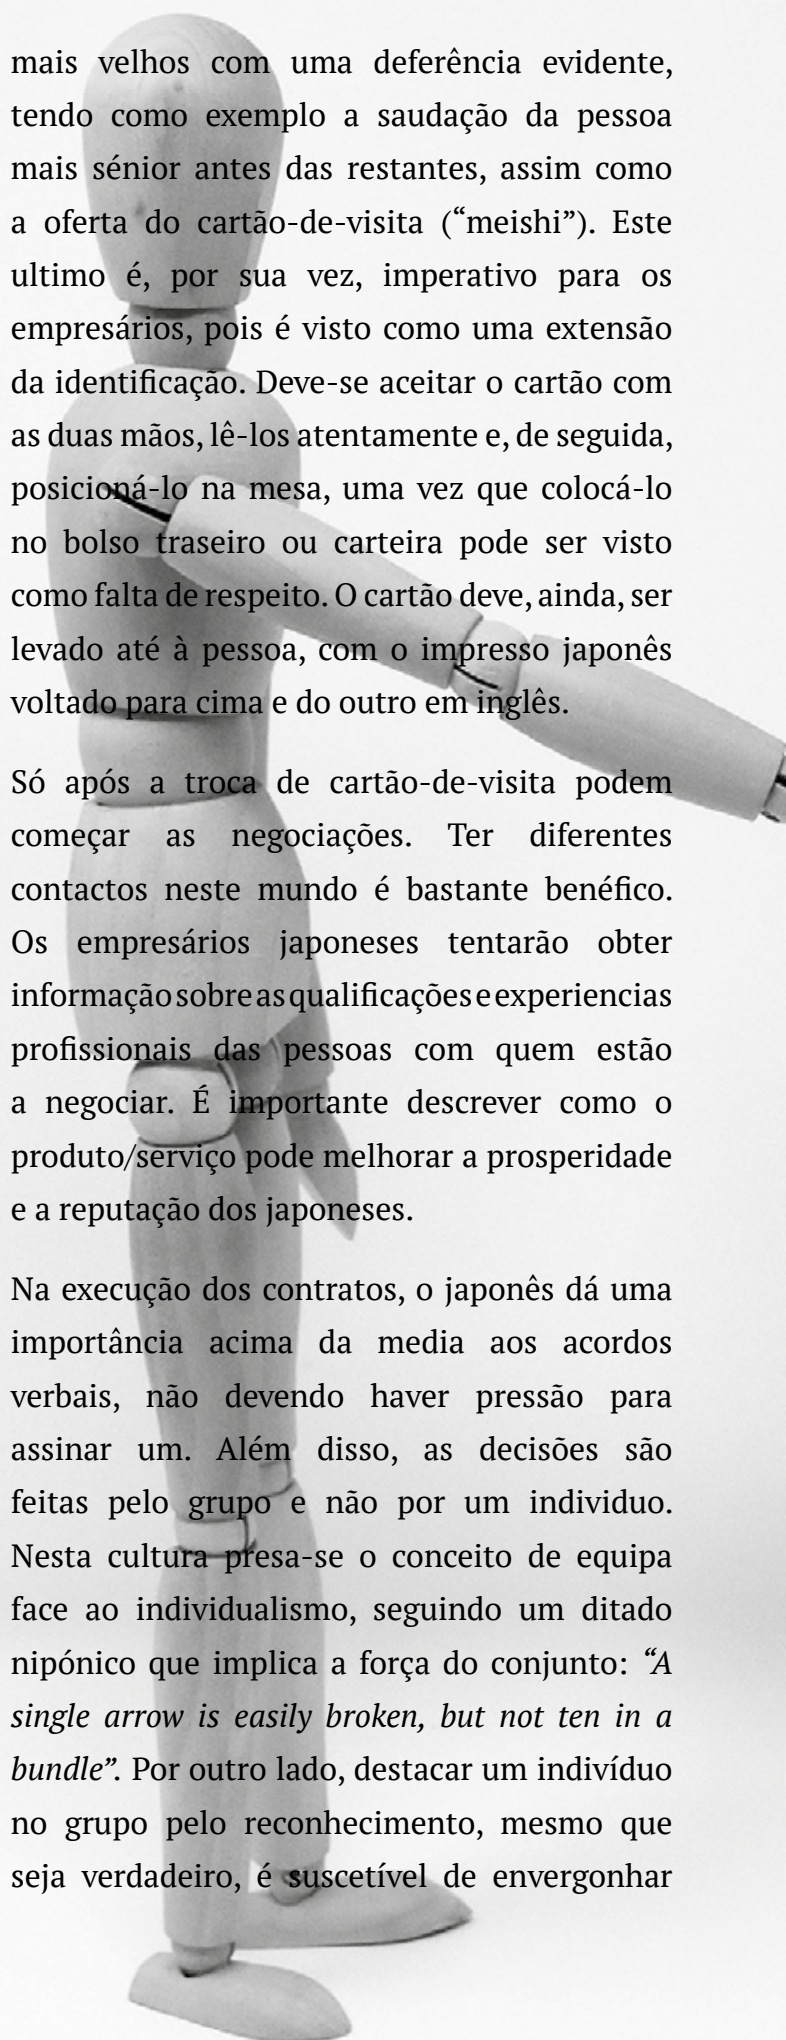 mais velhos com uma deferência evidente,
tendo como exemplo a saudação da pessoa
mais sénior antes das restantes, assim como
a oferta do cartão-de-visita (“meishi”). Este
ultimo é, por sua vez, imperativo para os
empresários, pois é visto como uma extensão
da identificação. Deve-se aceitar o cartão com
as duas mãos, lê-los atentamente e, de seguida,
posicioná-lo na mesa, uma vez que colocá-lo
no bolso traseiro ou carteira pode ser visto
como falta de respeito. O cartão deve, ainda, ser
levado até à pessoa, com o impresso japonês
voltado para cima e do outro em inglês.
Só após a troca de cartão-de-visita podem
começar as negociações. Ter diferentes
contactos neste mundo é bastante benéfico.
Os empresários japoneses tentarão obter
informação sobre as qualificações e experiencias
profissionais das pessoas com quem estão
a negociar. É importante descrever como o
produto/serviço pode melhorar a prosperidade
e a reputação dos japoneses.
Na execução dos contratos, o japonês dá uma
importância acima da media aos acordos
verbais, não devendo haver pressão para
assinar um. Além disso, as decisões são
feitas pelo grupo e não por um individuo.
Nesta cultura presa-se o conceito de equipa
face ao individualismo, seguindo um ditado
nipónico que implica a força do conjunto: “A
single arrow is easily broken, but not ten in a
bundle”. Por outro lado, destacar um indivíduo
no grupo pelo reconhecimento, mesmo que
seja verdadeiro, é suscetível de envergonhar